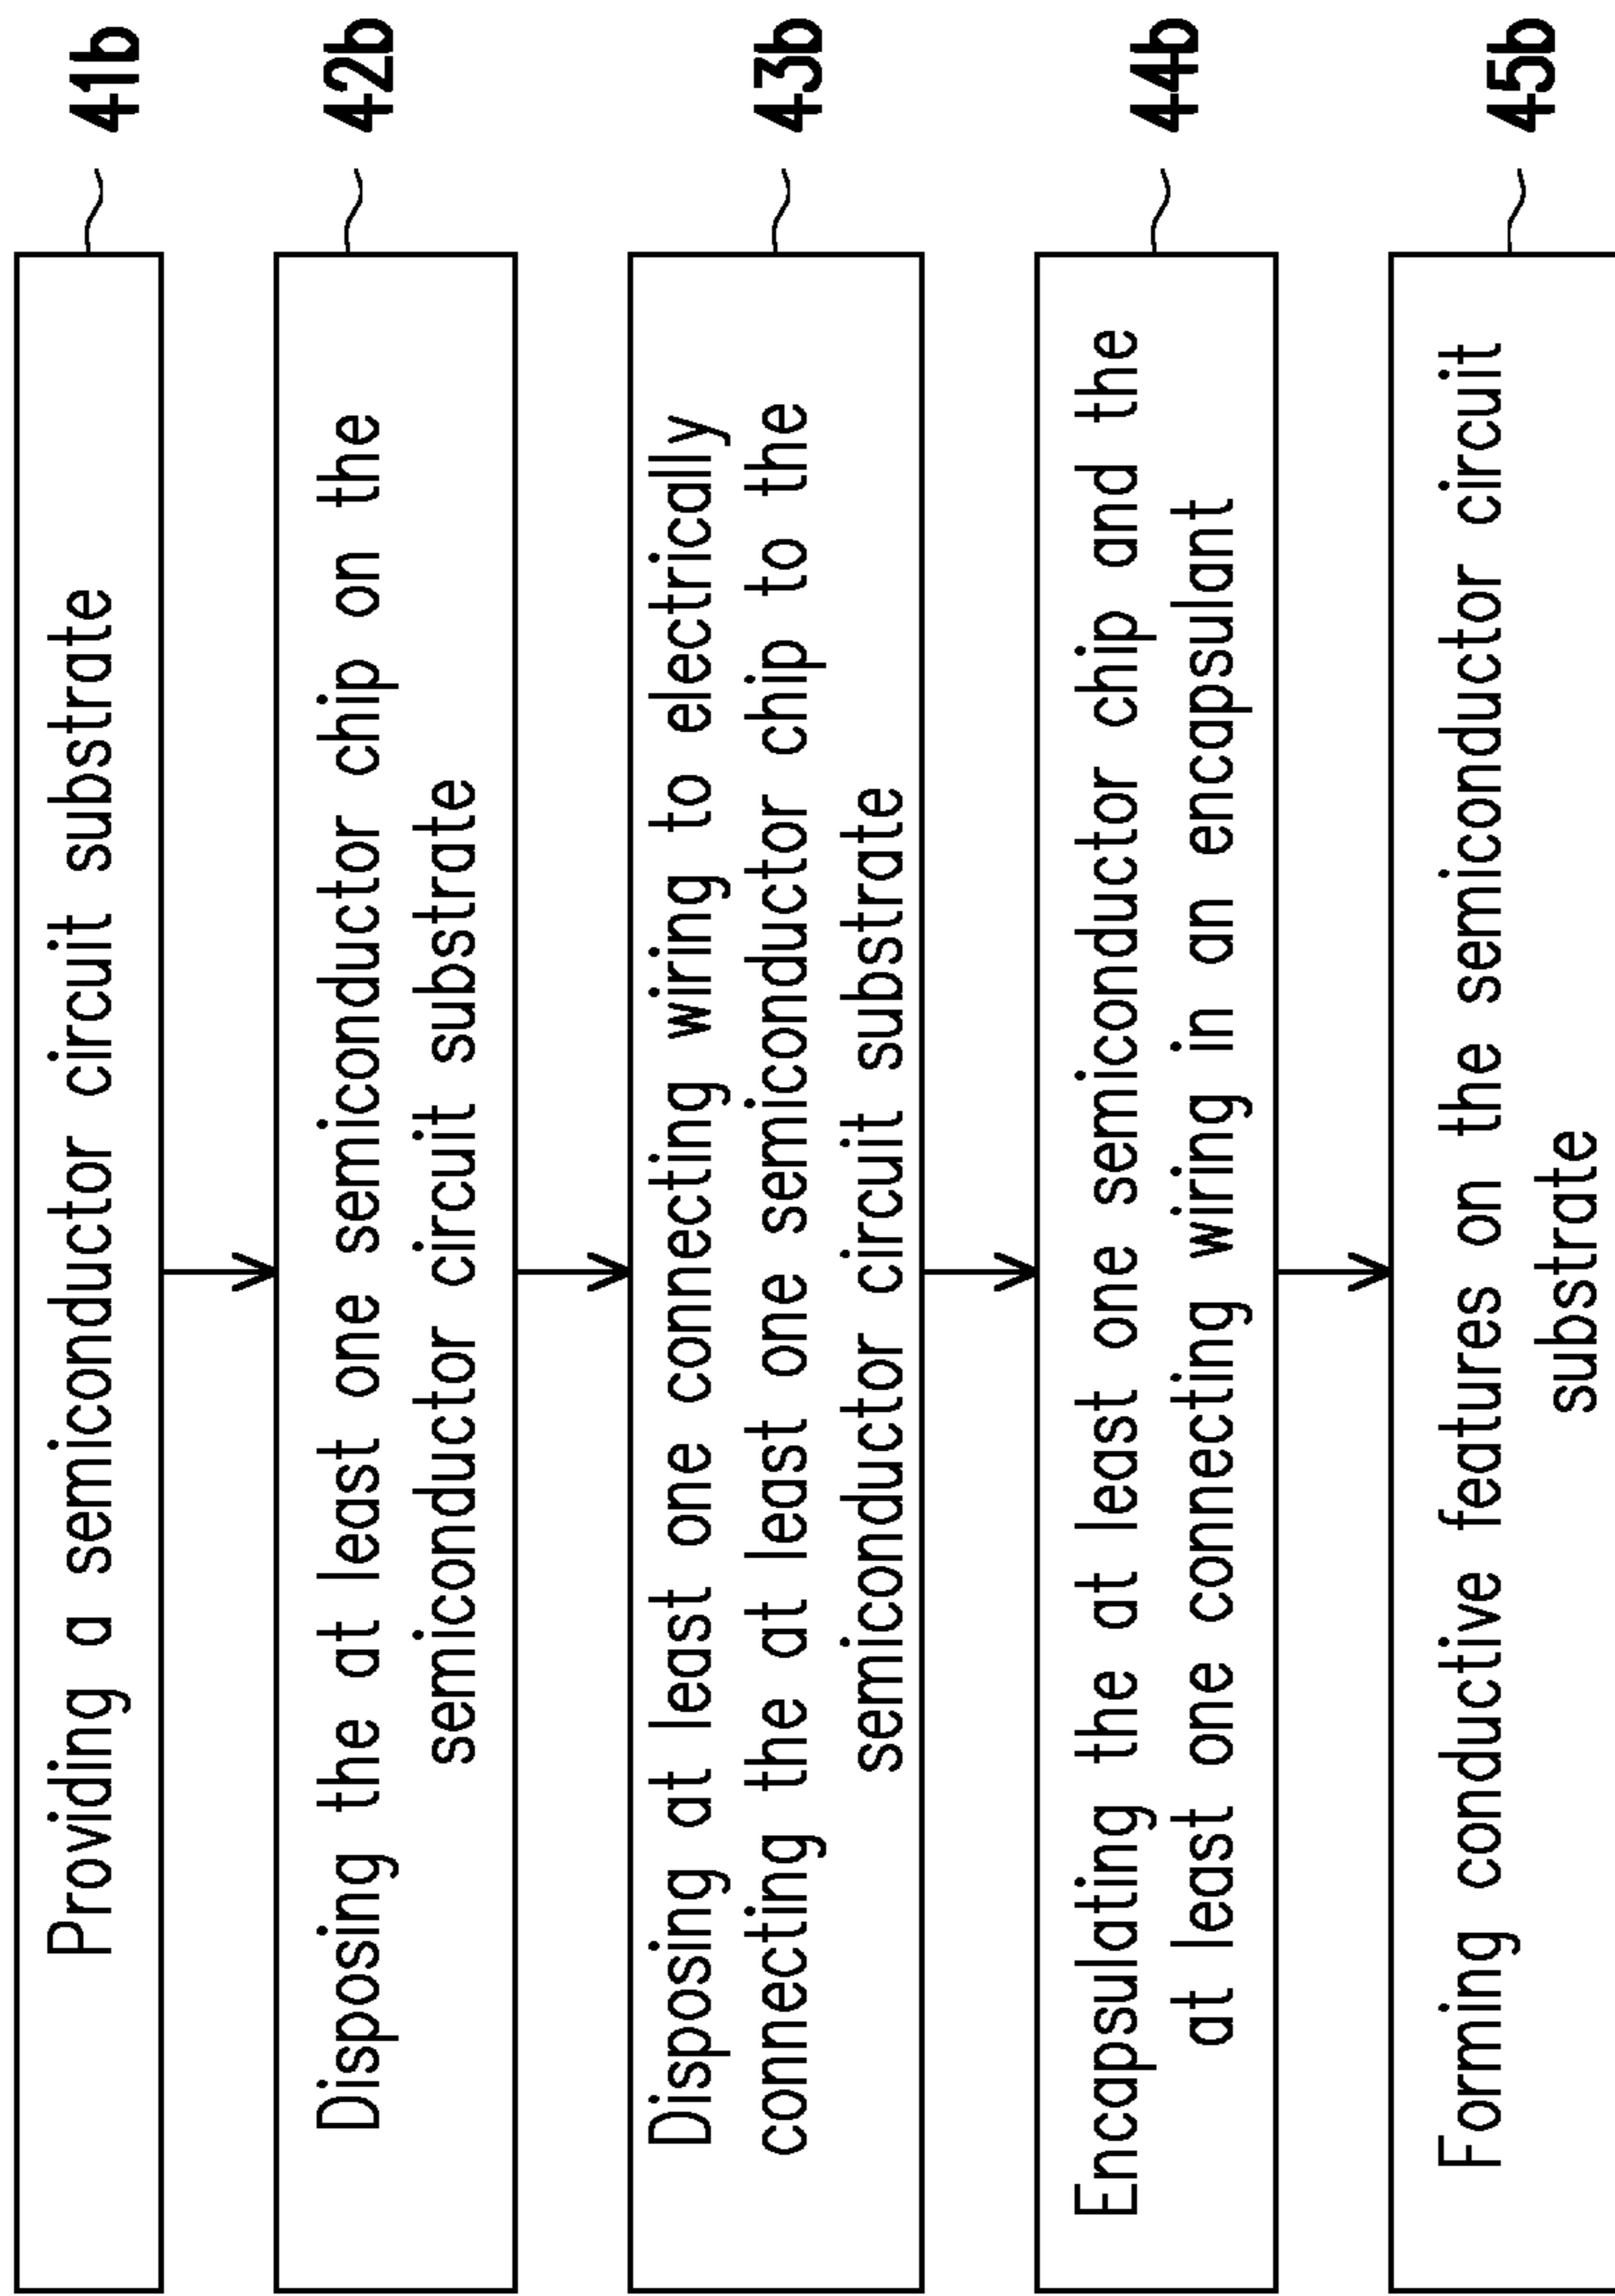 Providing a semiconductor circuit substrate
41b
Disposing the at least one semiconductor chip on the
semiconductor circuit substrate
42b
Disposing at least one connecting wiring to electrically
connecting the at least one semiconductor chip to the
semiconductor circuit substrate
43b
Encapsulating the at least one semiconductor chip and the
at least one connecting wiring in an encapsulant
44b
Forming conductive features on the semiconductor circuit
substrate
45b